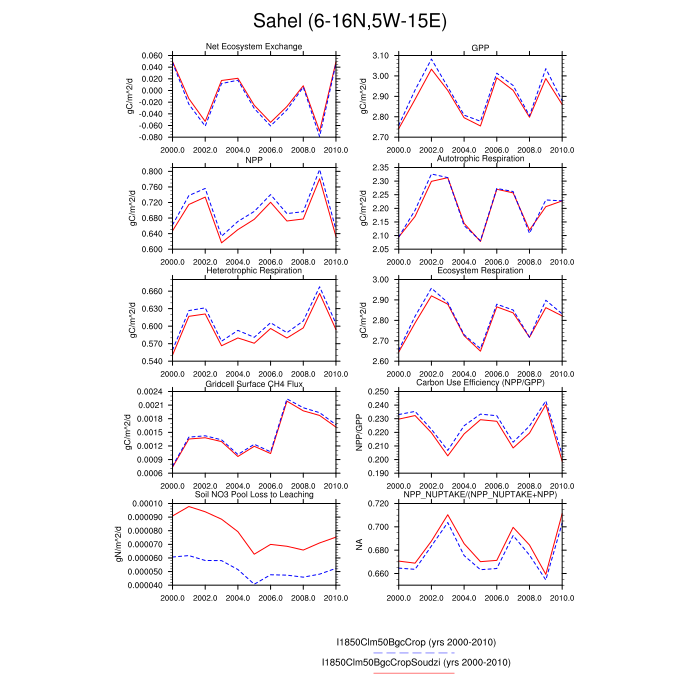 Sahel (6-16N,5W-15E)
Net Ecosystem Exchange
GPP
0.060
0.040
0.020
0.000
-0.020
-0.040
-0.060
-0.080
gC/m^2/d
2000.0 2002.0 2004.0 2006.0 2008.0 2010.0
3.10
3.00
2.90
2.80
2.70
gC/m^2/d
2000.0 2002.0 2004.0 2006.0 2008.0 2010.0
NPP
Autotrophic Respiration
0.800
0.760
0.720
0.680
0.640
0.600
gC/m^2/d
2000.0 2002.0 2004.0 2006.0 2008.0 2010.0
2.35
2.30
2.25
2.20
2.15
2.10
2.05
gC/m^2/d
2000.0 2002.0 2004.0 2006.0 2008.0 2010.0
Heterotrophic Respiration
Ecosystem Respiration
0.660
0.630
0.600
0.570
0.540
gC/m^2/d
2000.0 2002.0 2004.0 2006.0 2008.0 2010.0
3.00
2.90
2.80
2.70
2.60
gC/m^2/d
2000.0 2002.0 2004.0 2006.0 2008.0 2010.0
Gridcell Surface CH4 Flux
Carbon Use Efficiency (NPP/GPP)
0.0024
0.0021
0.0018
0.0015
0.0012
0.0009
0.0006
gC/m^2/d
2000.0 2002.0 2004.0 2006.0 2008.0 2010.0
0.250
0.240
0.230
0.220
0.210
0.200
0.190
NPP/GPP
2000.0 2002.0 2004.0 2006.0 2008.0 2010.0
Soil NO3 Pool Loss to Leaching
NPP_NUPTAKE/(NPP_NUPTAKE+NPP)
0.00010
0.000090
0.000080
0.000070
0.000060
0.000050
0.000040
gN/m^2/d
2000.0 2002.0 2004.0 2006.0 2008.0 2010.0
0.720
0.700
0.680
0.660
NA
2000.0 2002.0 2004.0 2006.0 2008.0 2010.0
I1850Clm50BgcCrop (yrs 2000-2010)
I1850Clm50BgcCropSoudzi (yrs 2000-2010)